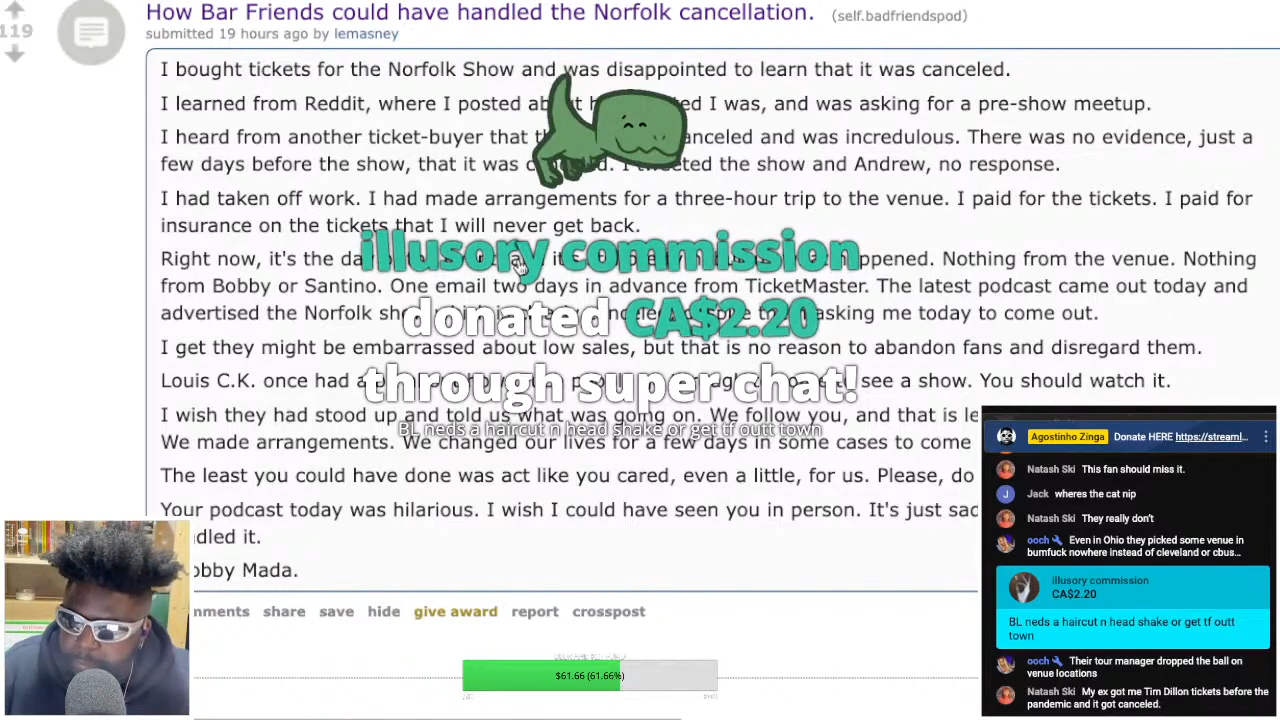 119
How Bar Friends could have handled the Norfolk cancellation. (self.badfriendspod)
submitted 19 hours ago by lemasney
I bought tickets for the Norfolk Show and was disappointed to learn that it was canceled.
I learned from Reddit, where I posted I was, and was asking for a pre-show meetup.
I heard from another ticket-buyer that and was incredulous. There was no evidence, just a
few days before the show, that it was I tweeted the show and Andrew, no response.
I had taken off work. I had made arrangements for a three-hour trip to the venue. I paid for the tickets. I paid for
insurance on the tickets that I will never get back.
Right now, it's the Nothing from the venue. Nothing
from Bobby or Santino. One email two days in advance from TicketMaster. The latest podcast came out today and
advertised the Norfolk asking me today to come out.
I get they might be embarrassed about low sales, but that is no reason to abandon fans and disregard them.
Louis C.K. once had see a show. You should watch it.
I wish they had stood up and told us what was going on. We follow you, and that is
We made arrangements. We changed our lives for a few days in some cases to come
The least you could have done was act like you cared, even a little, for us. Please, do
Your podcast today was hilarious. I wish I could have seen you in person. It's just
it.
Mada.
share save hide give award report crosspost
illusory commission
donated CA$2.20
through super chat!
BL neds a haircut n head shake or get tf outt town
$61.66 (61.66%)
Agostinho Zinga Donate HERE https://streaml...
Natash Ski This fan should miss it.
J Jack wheres the cat nip
Natash Ski They really don't
ooch Even in Ohio they picked some venue in
bumfuck nowhere instead of cleveland or cbus...
illusory commission
CA$2.20
BL neds a haircut n head shake or get tf outt
town
ooch Their tour manager dropped the ball on
venue locations
Natash Ski My ex got me Tim Dillon tickets before the
pandemic and it got canceled.